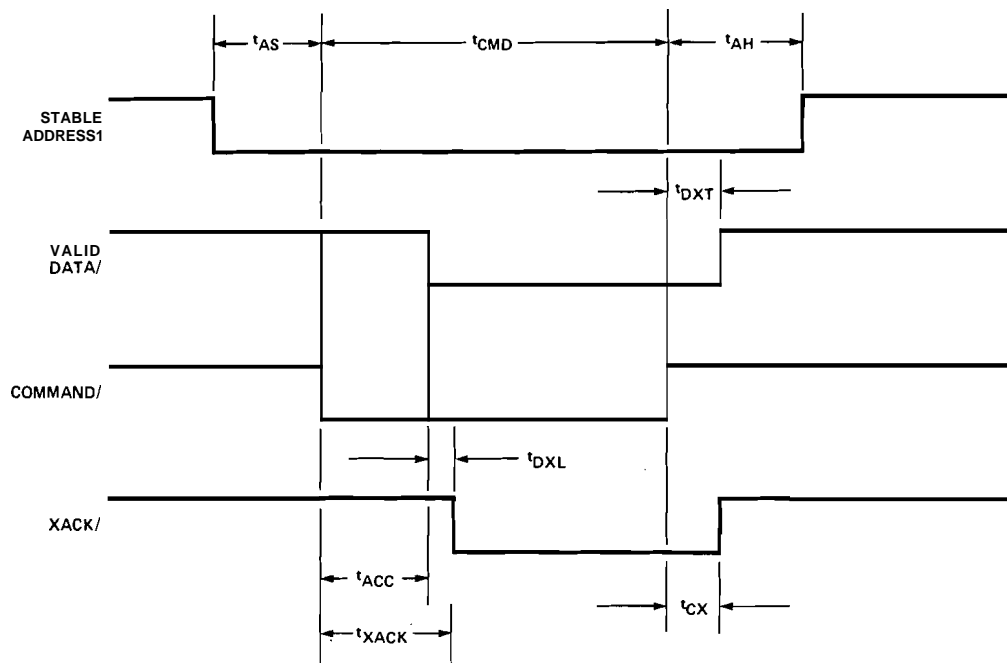 tAS
tCMD
tAH
STABLE
ADDRESS1
tDXT
VALID
DATA/
COMMAND/
tDXL
XACK/
tACC
tCX
tXACK